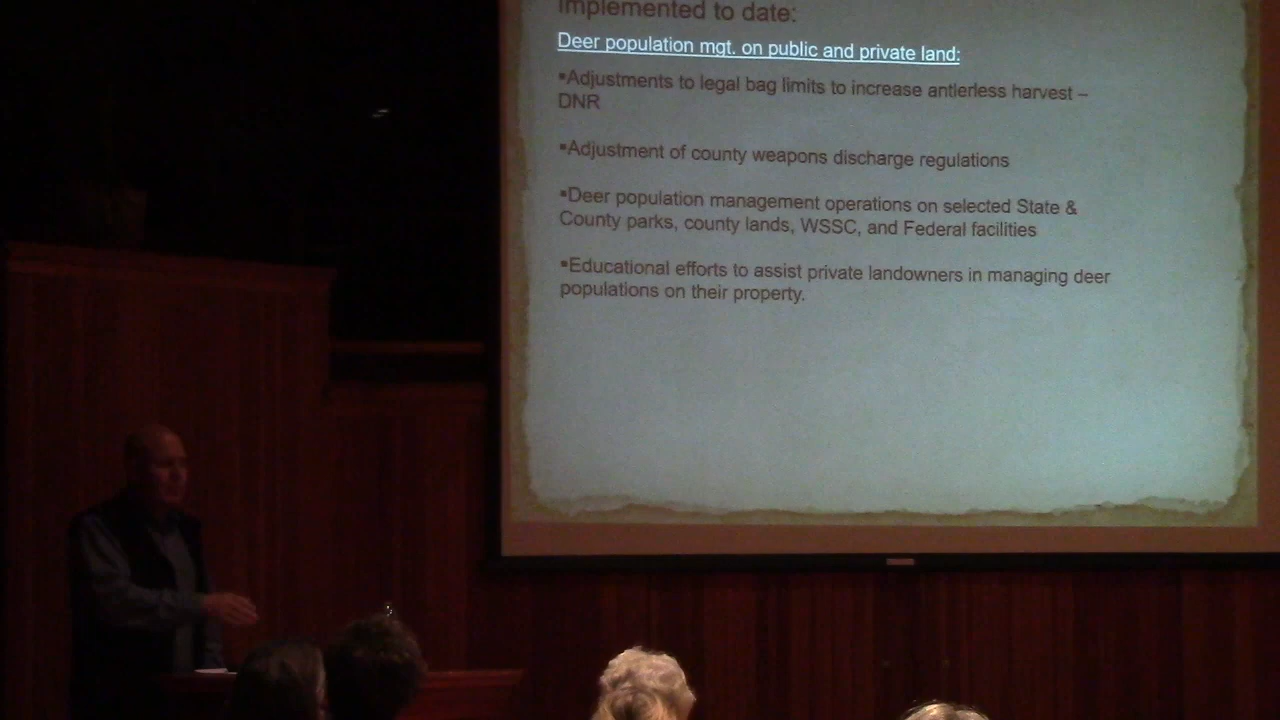 Implemented to date:
Deer population mgt. on public and private land:
▪Adjustments to legal bag limits to increase antlerless harvest –
DNR
▪Adjustment of county weapons discharge regulations
▪Deer population management operations on selected State &
County parks, county lands, WSSC, and Federal facilities
▪Educational efforts to assist private landowners in managing deer
populations on their property.